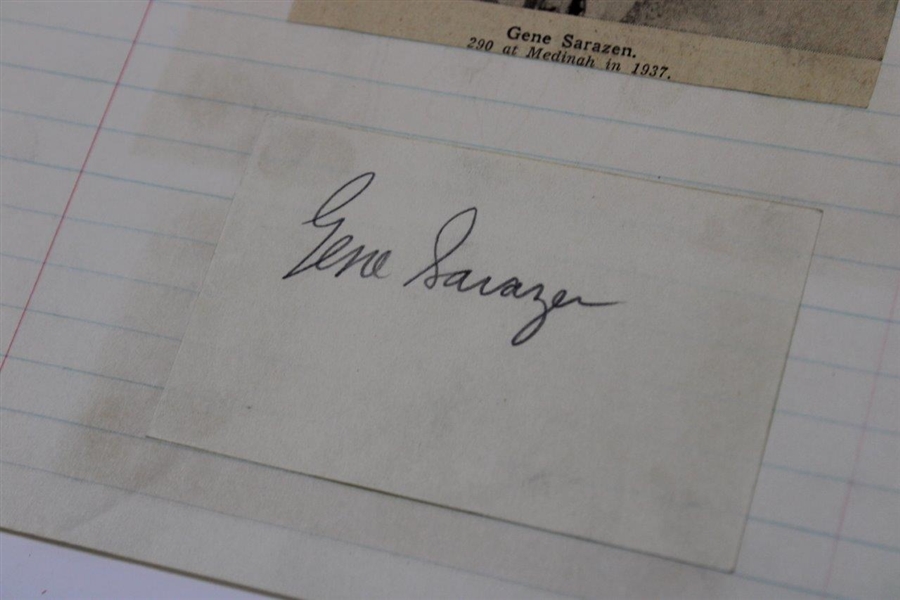 Gene Sarazen.
290 at Medinah in 1937.
Gene Sarazen